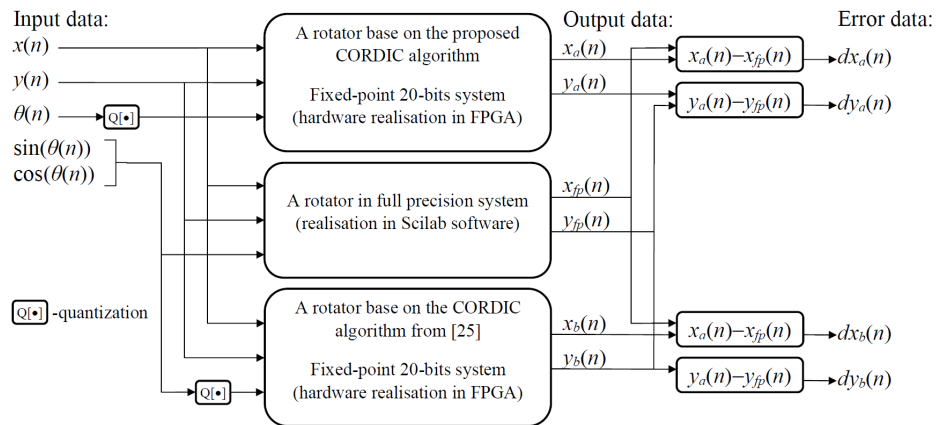 Input data:
x(n)
y(n)
θ(n)
Q[•]
sin(θ(n))
cos(θ(n))
Q[•] -quantization
Q[•]
A rotator base on the proposed
CORDIC algorithm
Fixed-point 20-bits system
(hardware realisation in FPGA)
A rotator in full precision system
(realisation in Scilab software)
A rotator base on the CORDIC
algorithm from [25]
Fixed-point 20-bits system
(hardware realisation in FPGA)
Output data:
xa(n)
ya(n)
xfp(n)
yfp(n)
xb(n)
yb(n)
xa(n)−xfp(n)
ya(n)−yfp(n)
xa(n)−xfp(n)
ya(n)−yfp(n)
Error data:
dxa(n)
dya(n)
dxb(n)
dyb(n)